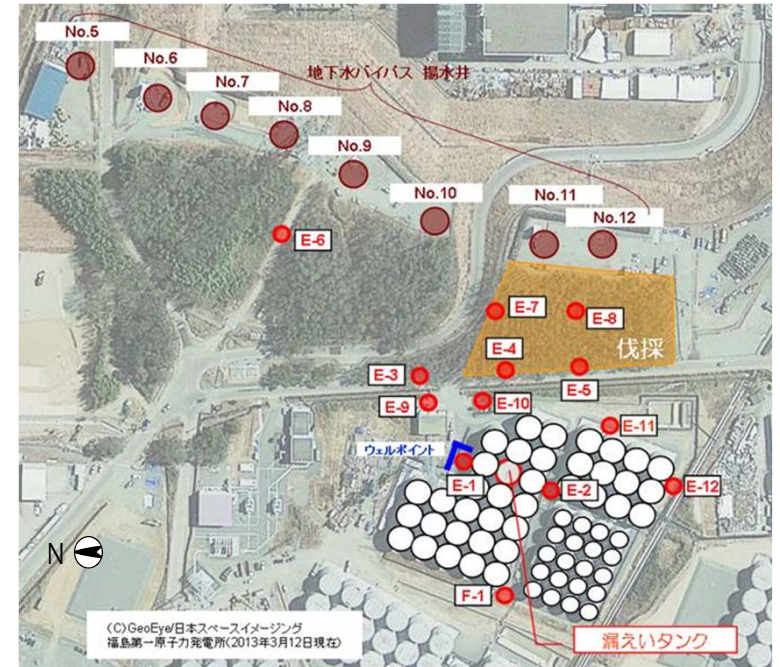 No.5
No.6
No.7
地下水バイパス 揚水井
No.8
No.9
No.10
No.11
No.12
E-6
E-7
E-8
伐採
E-4
E-5
E-3
E-9
E-10
E-11
ウェルポイント
E-1
E-2
E-12
N
F-1
(C)GeoEye/日本スペースイメージング
福島第一原子力発電所(2013年3月12日現在)
漏えいタンク